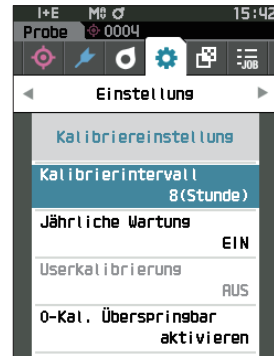 I+E M0 15:42
Probe 0004
-JOB
Einstellung
Kalibriereinstellung
Kalibrierintervall
8(Stunde)
Jährliche Wartung
EIN
Userkalibrierung
AUS
0-Kal. Überspringbar
aktivieren